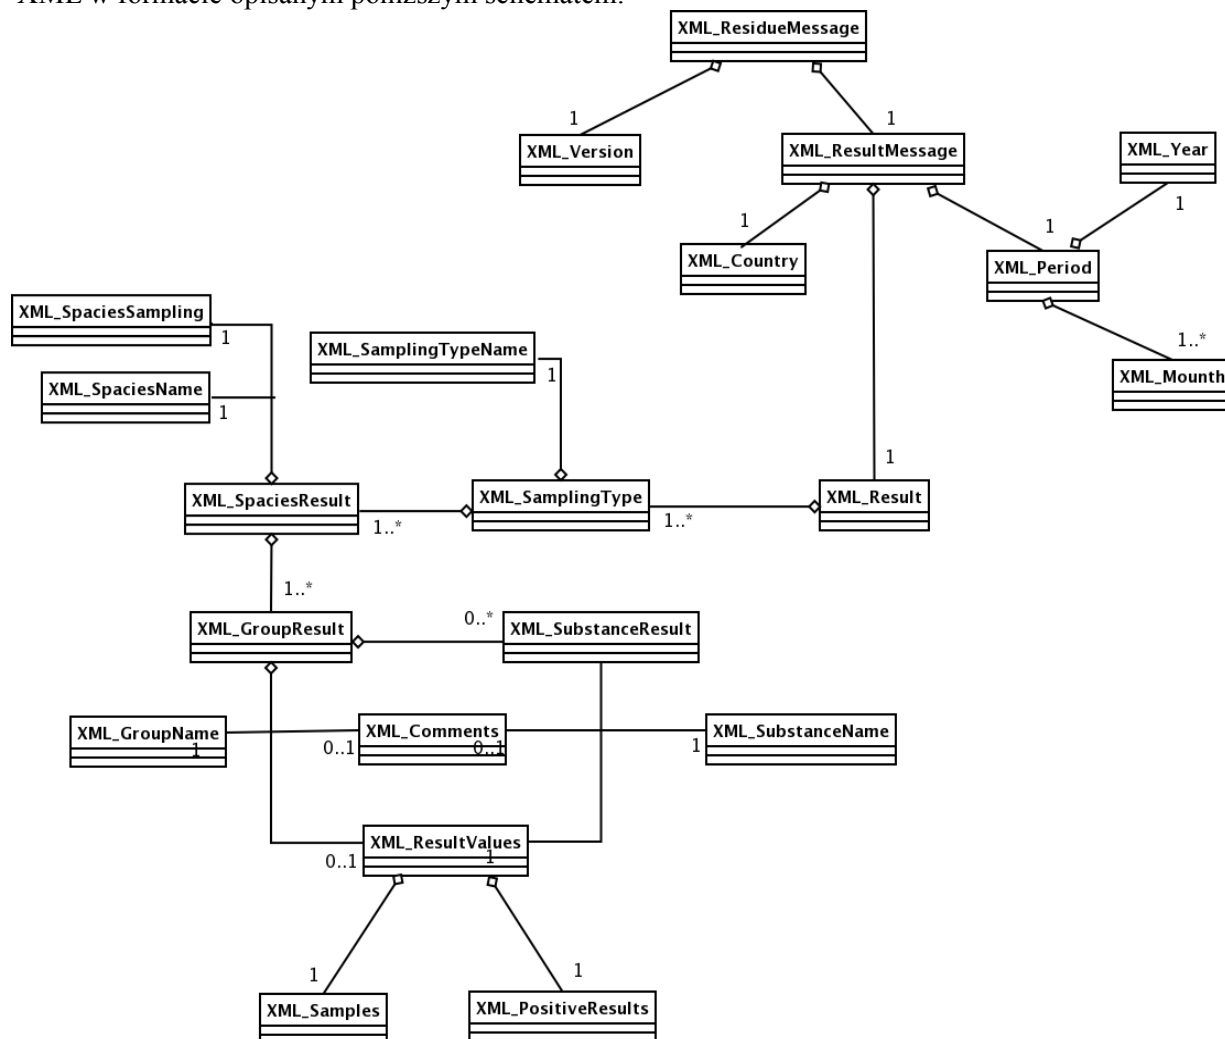 XML w formacie opisanym poniższym schematem:
XML_ResidueMessage
1
1
XML_Version
XML_ResultMessage
XML_Year
1
1
1
XML_Country
XML_Period
XML_SpaciesSampling
1
XML_SamplingTypeName
1..*
XML_SpaciesName
1
XML_Mounth
1
1
XML_SpaciesResult
XML_SamplingType
XML_Result
1..*
1..*
1..*
XML_GroupResult
0..*
XML_SubstanceResult
XML_GroupName
1
0..1
XML_Comments
0..1
1
XML_SubstanceName
XML_ResultValues
0..1
1
1
1
XML_Samples
XML_PositiveResults